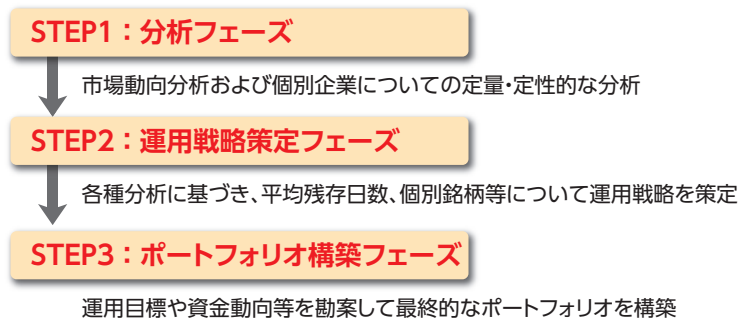 STEP1：分析フェーズ
市場動向分析および個別企業についての定量・定性的な分析
STEP2：運用戦略策定フェーズ
各種分析に基づき、平均残存日数、個別銘柄等について運用戦略を策定
STEP3：ポートフォリオ構築フェーズ
運用目標や資金動向等を勘案して最終的なポートフォリオを構築